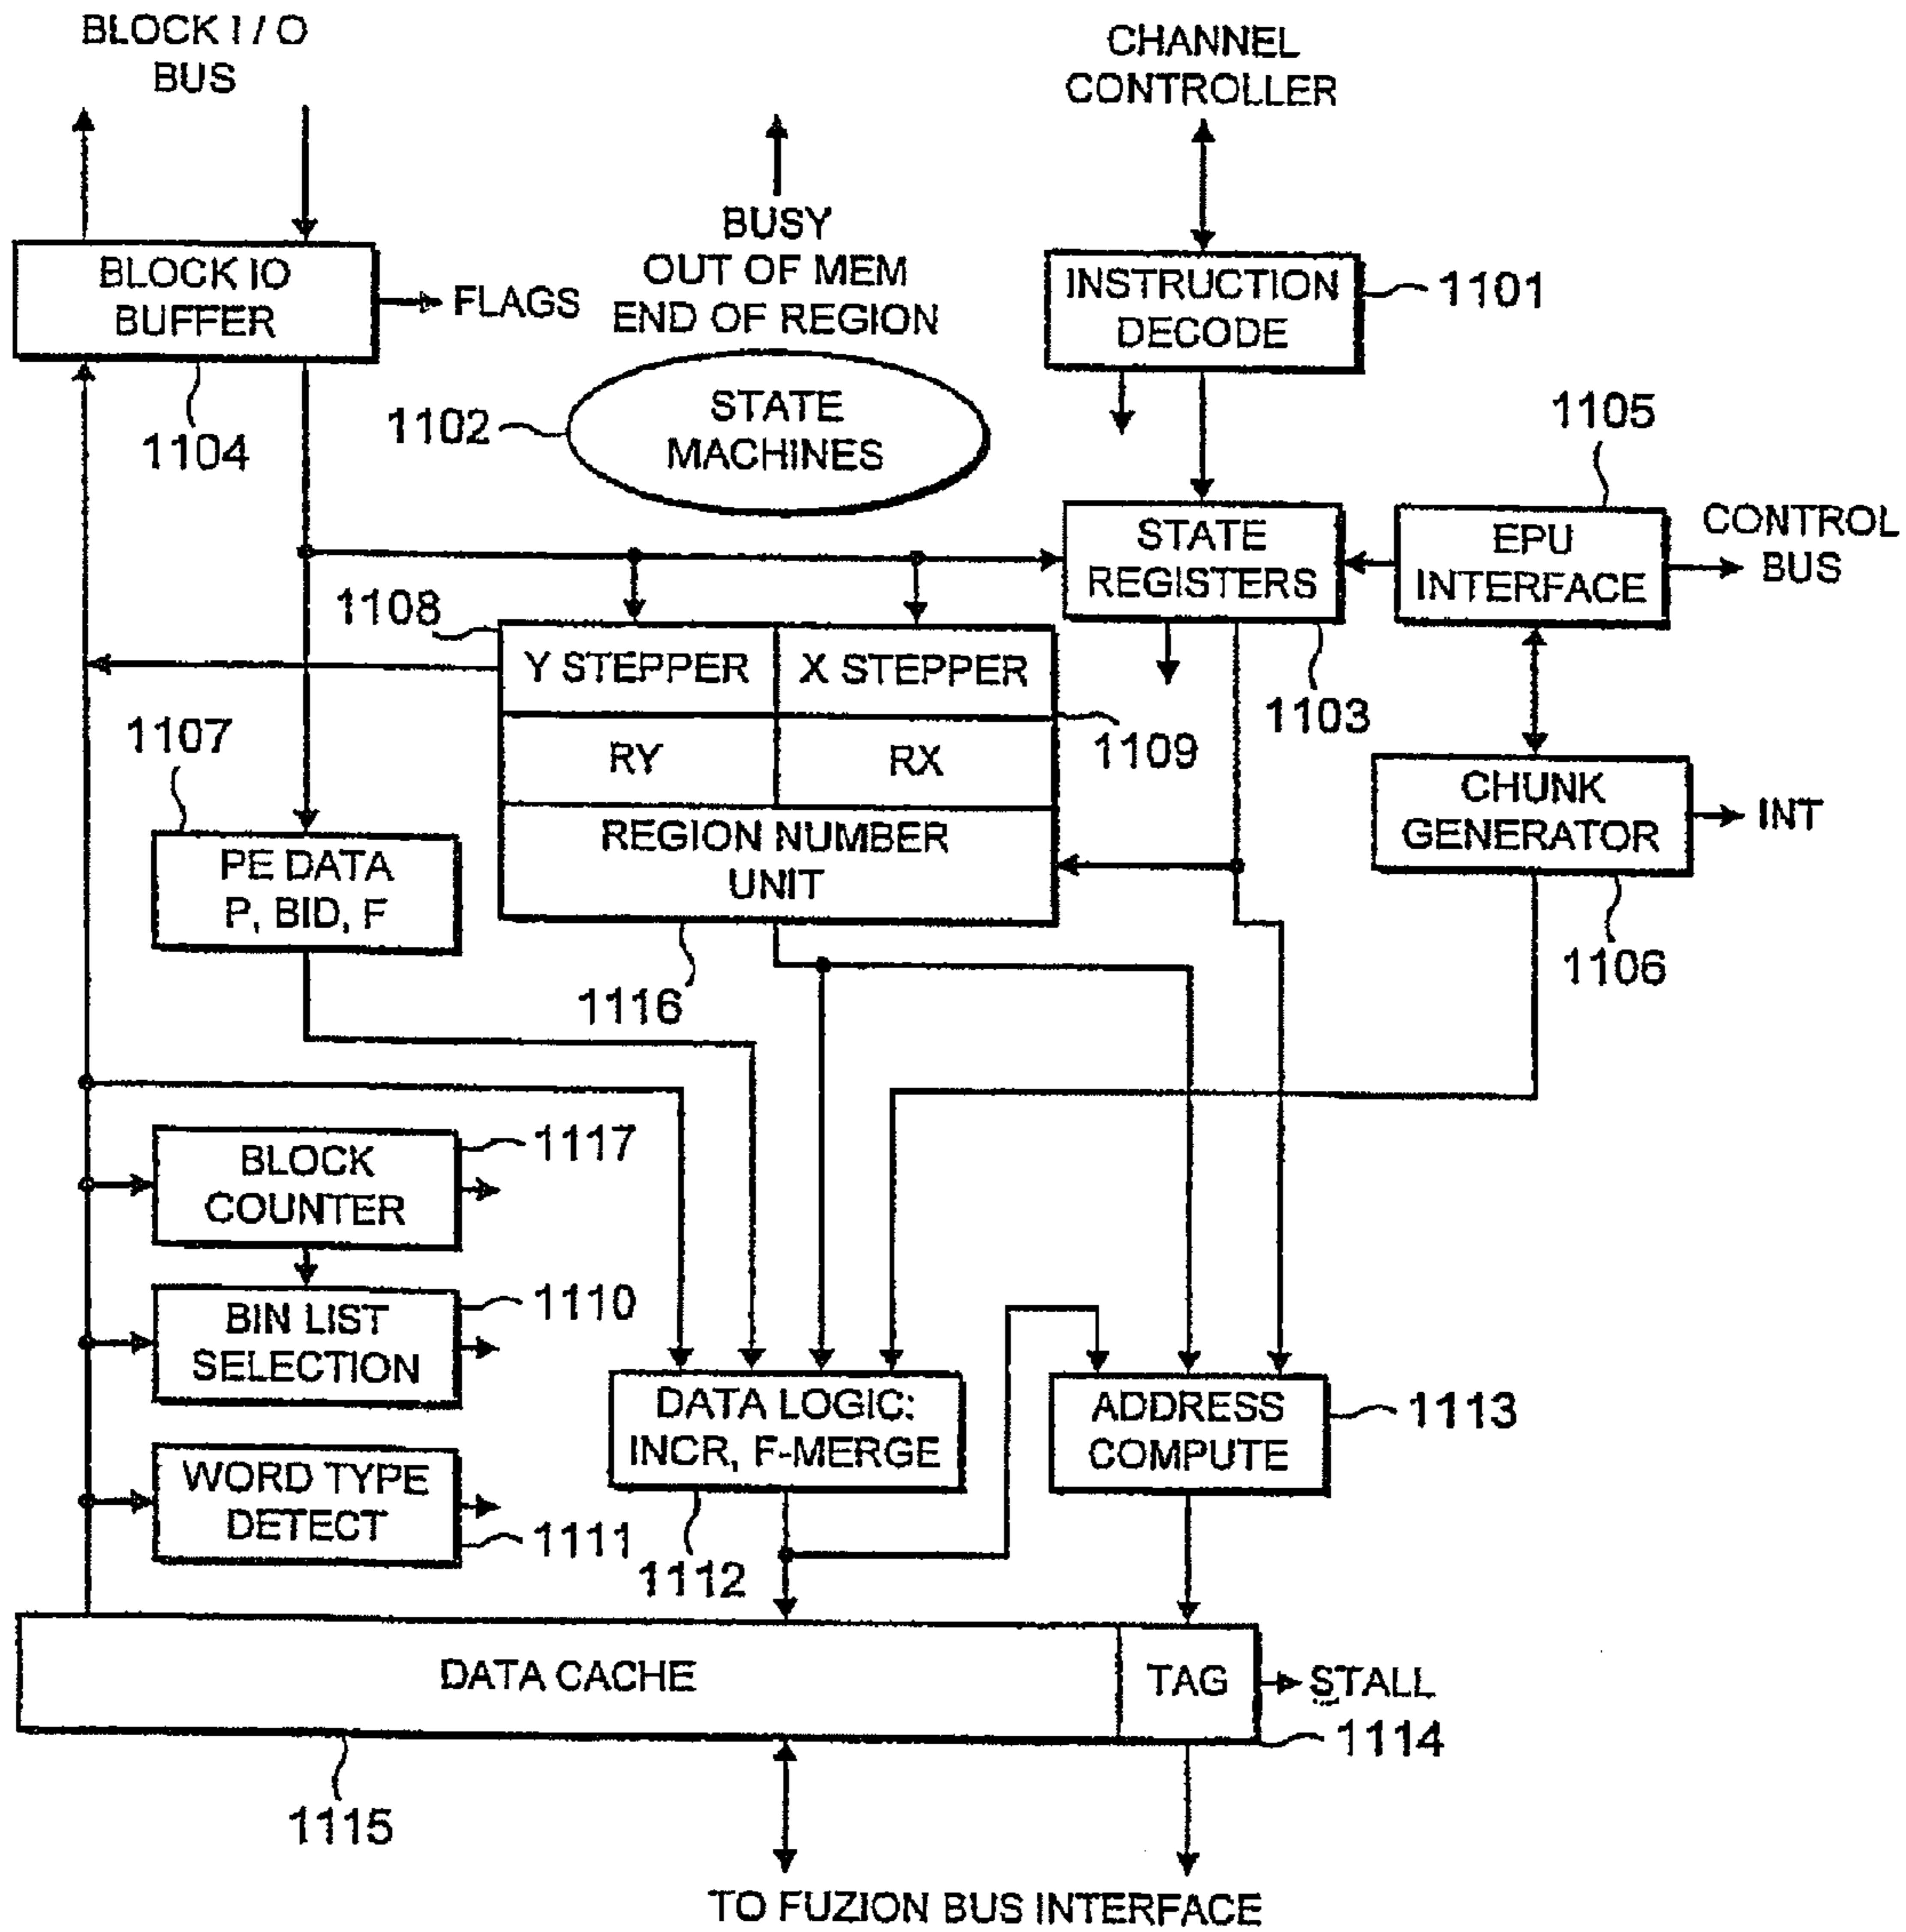 BLOCK I / O
BUS
CHANNEL
CONTROLLER
BUSY
OUT OF MEM
END OF REGION
BLOCK IO
BUFFER
FLAGS
INSTRUCTION
DECODE
1101
1104
1102
STATE
MACHINES
1105
STATE
REGISTERS
EPU
INTERFACE
CONTROL
BUS
1108
Y STEPPER
X STEPPER
1103
1107
RY
RX
1109
CHUNK
GENERATOR
INT
PE DATA
P, BID, F
REGION NUMBER
UNIT
1116
1106
BLOCK
COUNTER
1117
BIN LIST
SELECTION
1110
DATA LOGIC:
INCR, F-MERGE
ADDRESS
COMPUTE
1113
WORD TYPE
DETECT
1111
1112
DATA CACHE
TAG
STALL
1114
1115
TO FUZION BUS INTERFACE